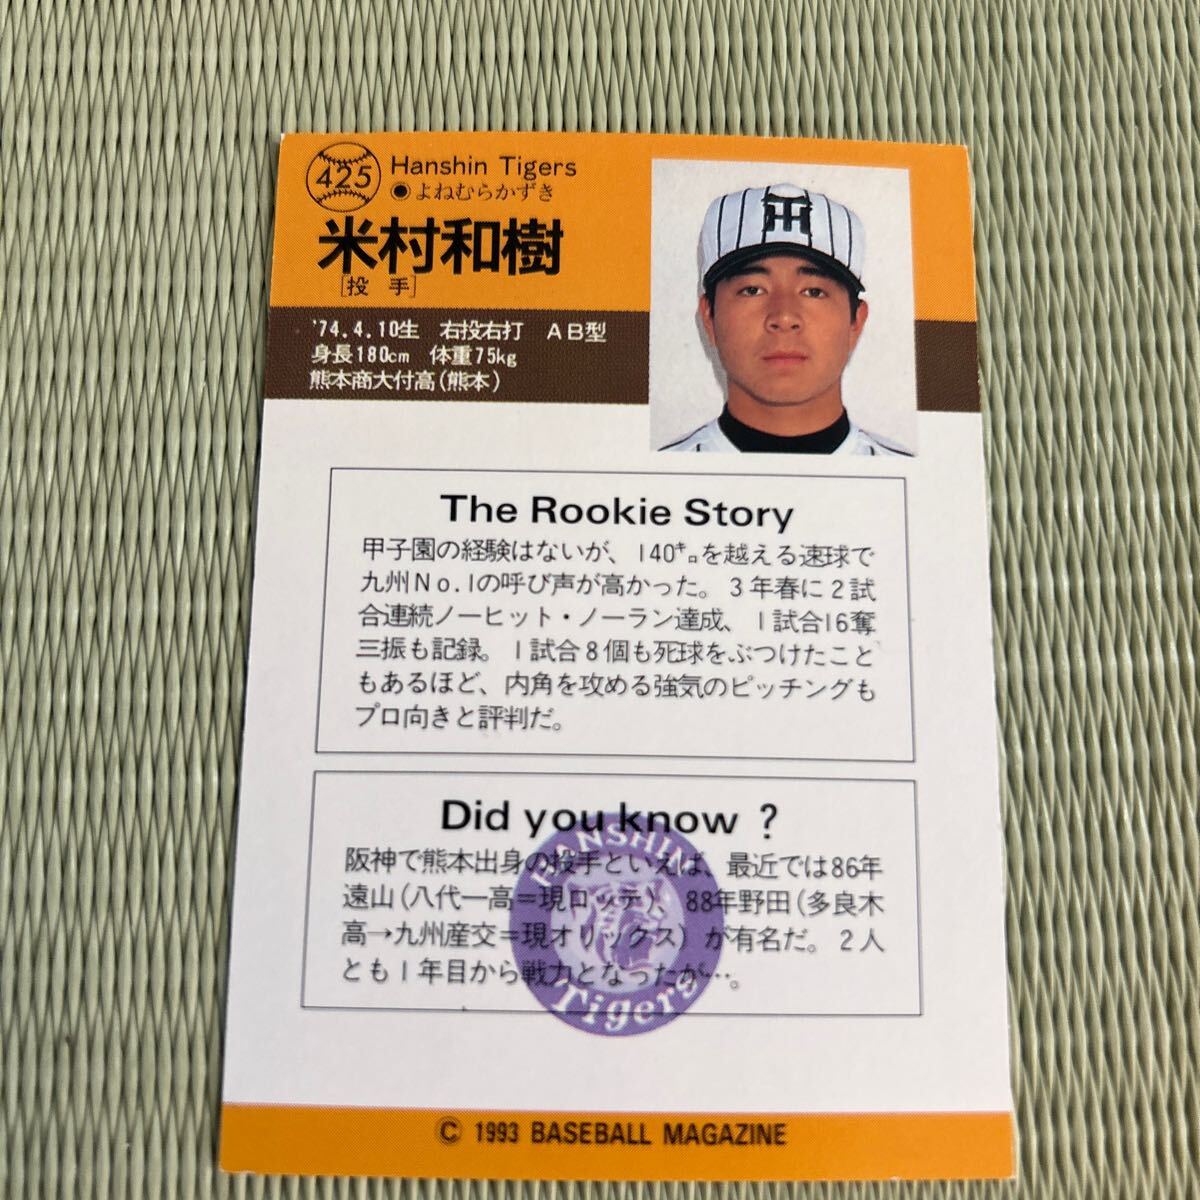 425
Hanshin Tigers
●よねむらかずき
米村和樹
[投 手]
'74.4.10生 右投右打 AB型
身長180cm 体重75kg
熊本商大付高(熊本)
The Rookie Story
甲子園の経験はないが、140㌔を越える速球で
九州No.1の呼び声が高かった。3年春に2試
合連続ノーヒット・ノーラン達成、1試合16奪
三振も記録。1試合8個も死球をぶつけたこと
もあるほど、内角を攻める強気のピッチングも
プロ向きと評判だ。
Did you know ?
阪神で熊本出身の投手といえば、最近では86年
遠山(八代一高=現ロッテ)、88年野田(多良木
高→九州産交=現オリックス)が有名だ。2人
とも1年目から戦力となったが…。
HANSHIN
Tigers
© 1993 BASEBALL MAGAZINE